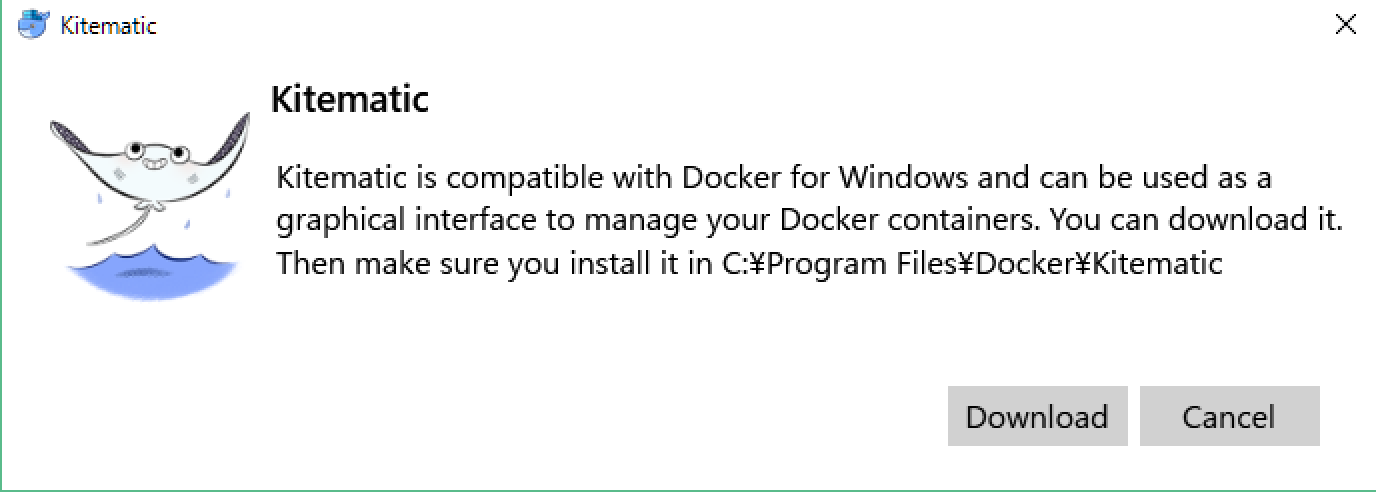 Kitematic
Kitematic
Kitematic is compatible with Docker for Windows and can be used as a
graphical interface to manage your Docker containers. You can download it.
Then make sure you install it in C:¥Program Files¥Docker¥Kitematic
Download Cancel